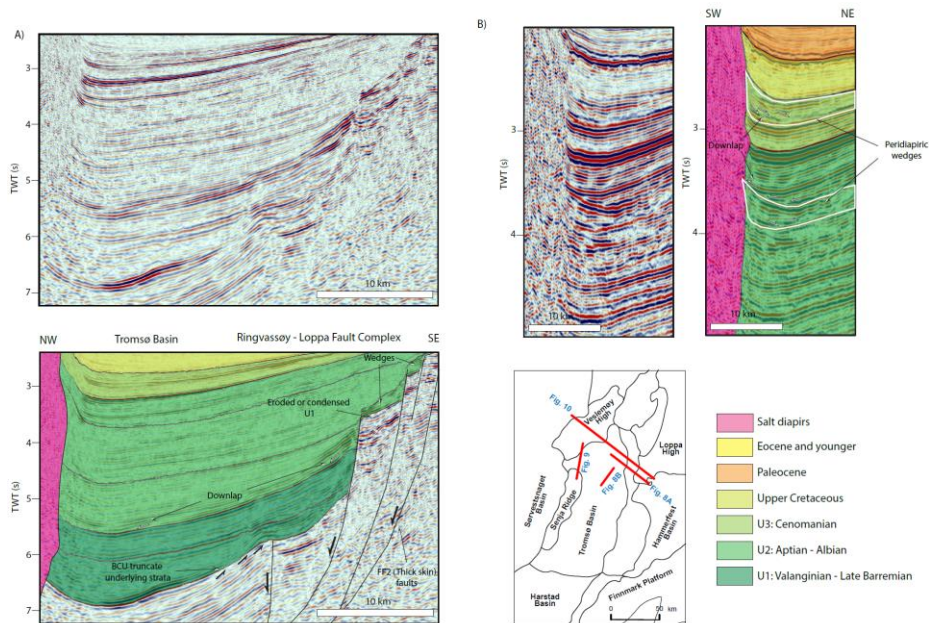 A)
TWT (s)
3
4
5
6
7
10 km
B)
TWT (s)
3
4
10 km
SW
NE
TWT (s)
3
4
Downlap
Peridiapiric
wedges
10 km
NW
Tromsø Basin
Ringvassøy - Loppa Fault Complex
SE
3
4
5
6
7
Wedges
Eroded or condensed
U1
Downlap
BCU truncate
underlying strata
FF2 (Thick skin)
faults
10 km
Fig. 10
Veslemøy
High
Loppa
High
Fig. 9
Fig. 8B
Fig. 8A
Sørvestsnaget
Basin
Senja Ridge
Tromsø Basin
Hammerfest
Basin
Harstad
Basin
Finnmark Platform
0
50
km
Salt diapirs
Eocene and younger
Paleocene
Upper Cretaceous
U3: Cenomanian
U2: Aptian - Albian
U1: Valanginian - Late Barremian